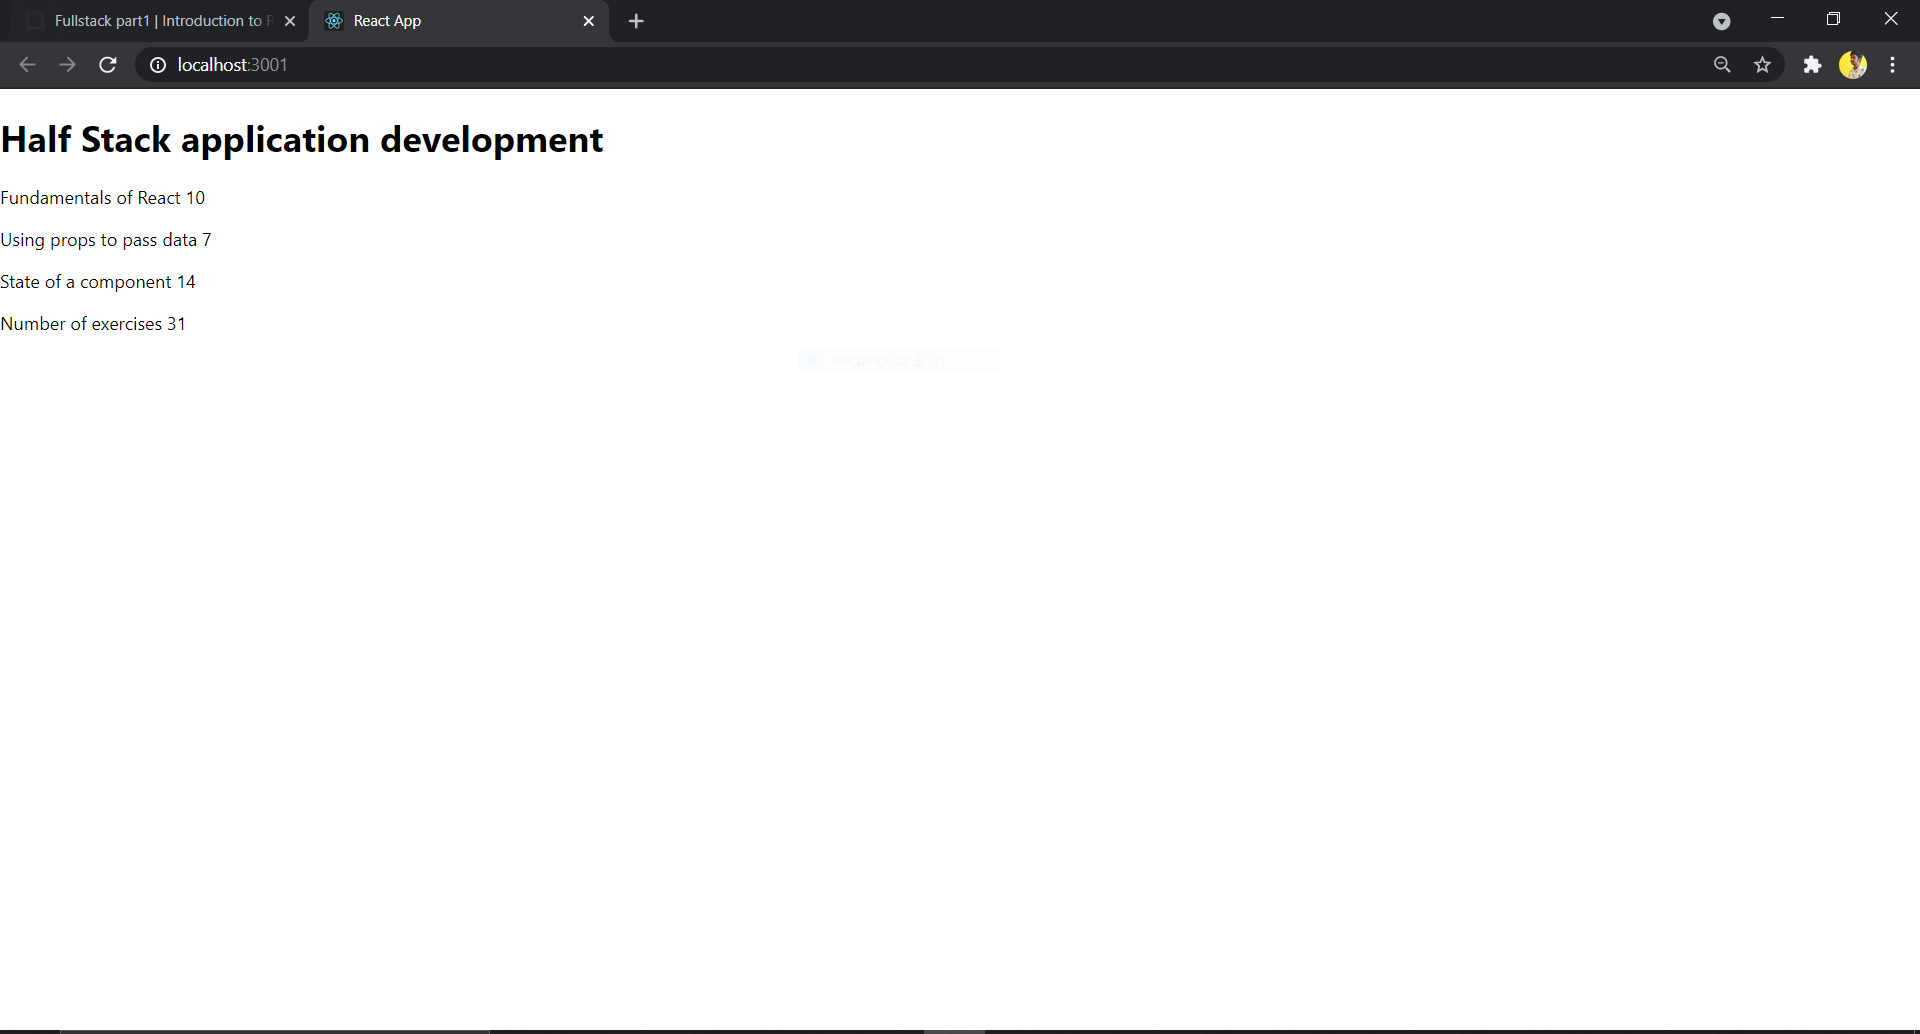 Fullstack part1 | Introduction to R
React App
localhost:3001
Half Stack application development
Fundamentals of React 10
Using props to pass data 7
State of a component 14
Number of exercises 31
Rectangular Snip